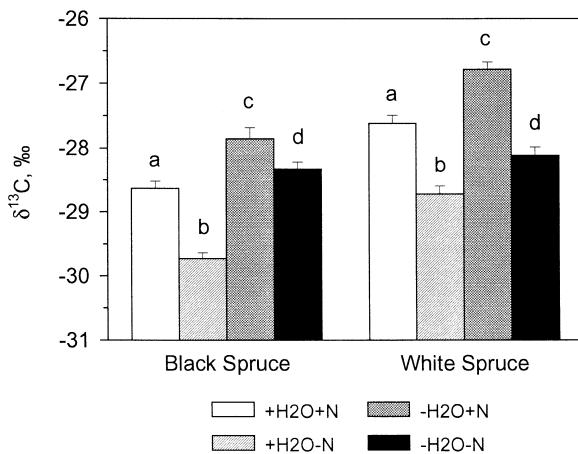 -26
-27
-28
-29
-30
-31
δ13C, ‰
a
b
c
d
a
b
c
d
Black Spruce
White Spruce
+H2O+N
-H2O+N
+H2O-N
-H2O-N